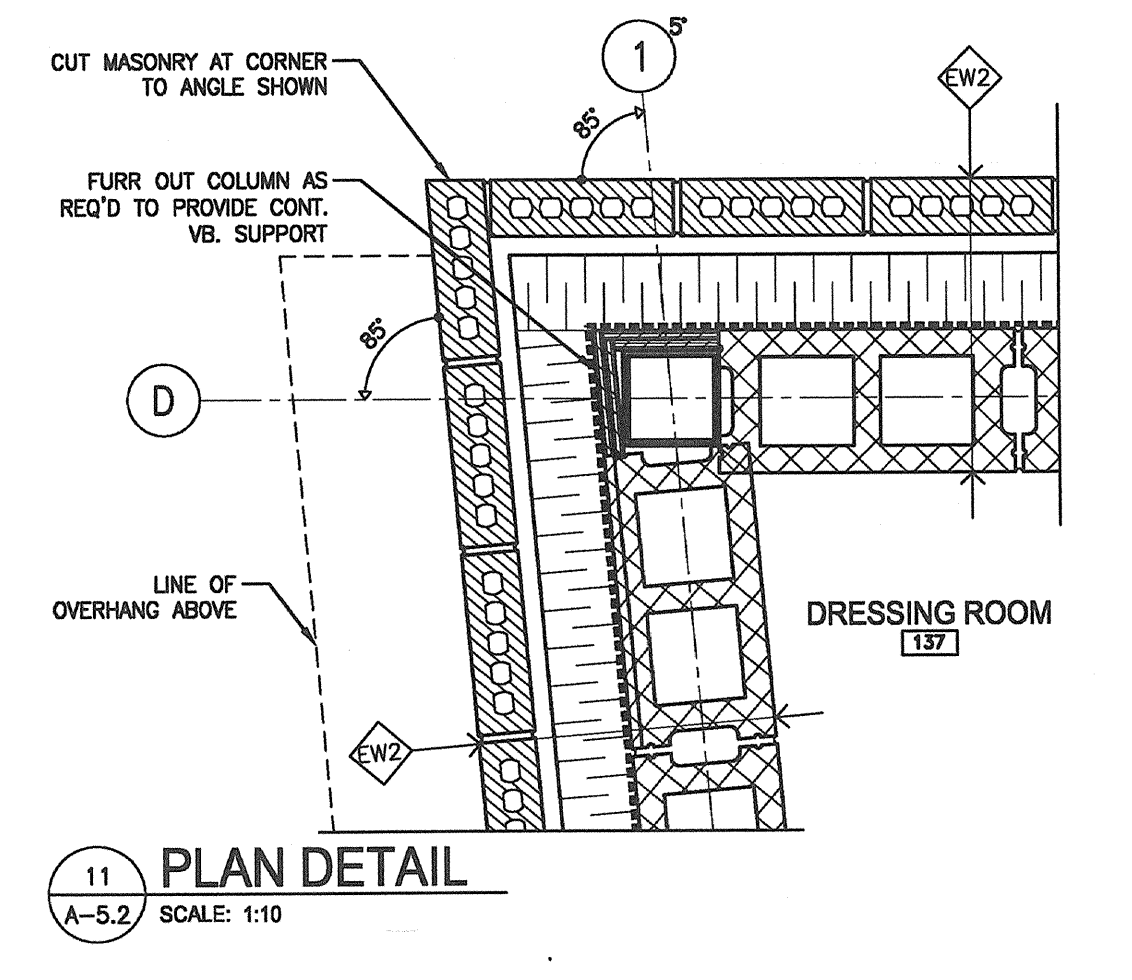 1
5°
CUT MASONRY AT CORNER
TO ANGLE SHOWN
EW2
85°
FURR OUT COLUMN AS
REQ'D TO PROVIDE CONT.
VB. SUPPORT
85°
D
LINE OF
OVERHANG ABOVE
DRESSING ROOM
137
EW2
11
A-5.2
PLAN DETAIL
SCALE: 1:10